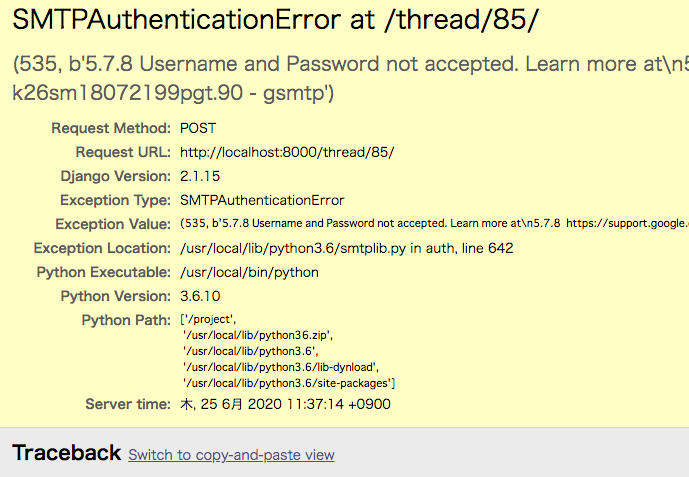 SMTPAuthenticationError at /thread/85/
(535, b'5.7.8 Username and Password not accepted. Learn more at\n5
k26sm18072199pgt.90 - gsmtp')
Request Method: POST
Request URL: http://localhost:8000/thread/85/
Django Version: 2.1.15
Exception Type: SMTPAuthenticationError
Exception Value: (535, b'5.7.8 Username and Password not accepted. Learn more at\n5.7.8 https://support.google.
Exception Location: /usr/local/lib/python3.6/smtplib.py in auth, line 642
Python Executable: /usr/local/bin/python
Python Version: 3.6.10
Python Path: ['/project',
'/usr/local/lib/python36.zip',
'/usr/local/lib/python3.6',
'/usr/local/lib/python3.6/lib-dynload',
'/usr/local/lib/python3.6/site-packages']
Server time: 木, 25 6月 2020 11:37:14 +0900
Traceback Switch to copy-and-paste view